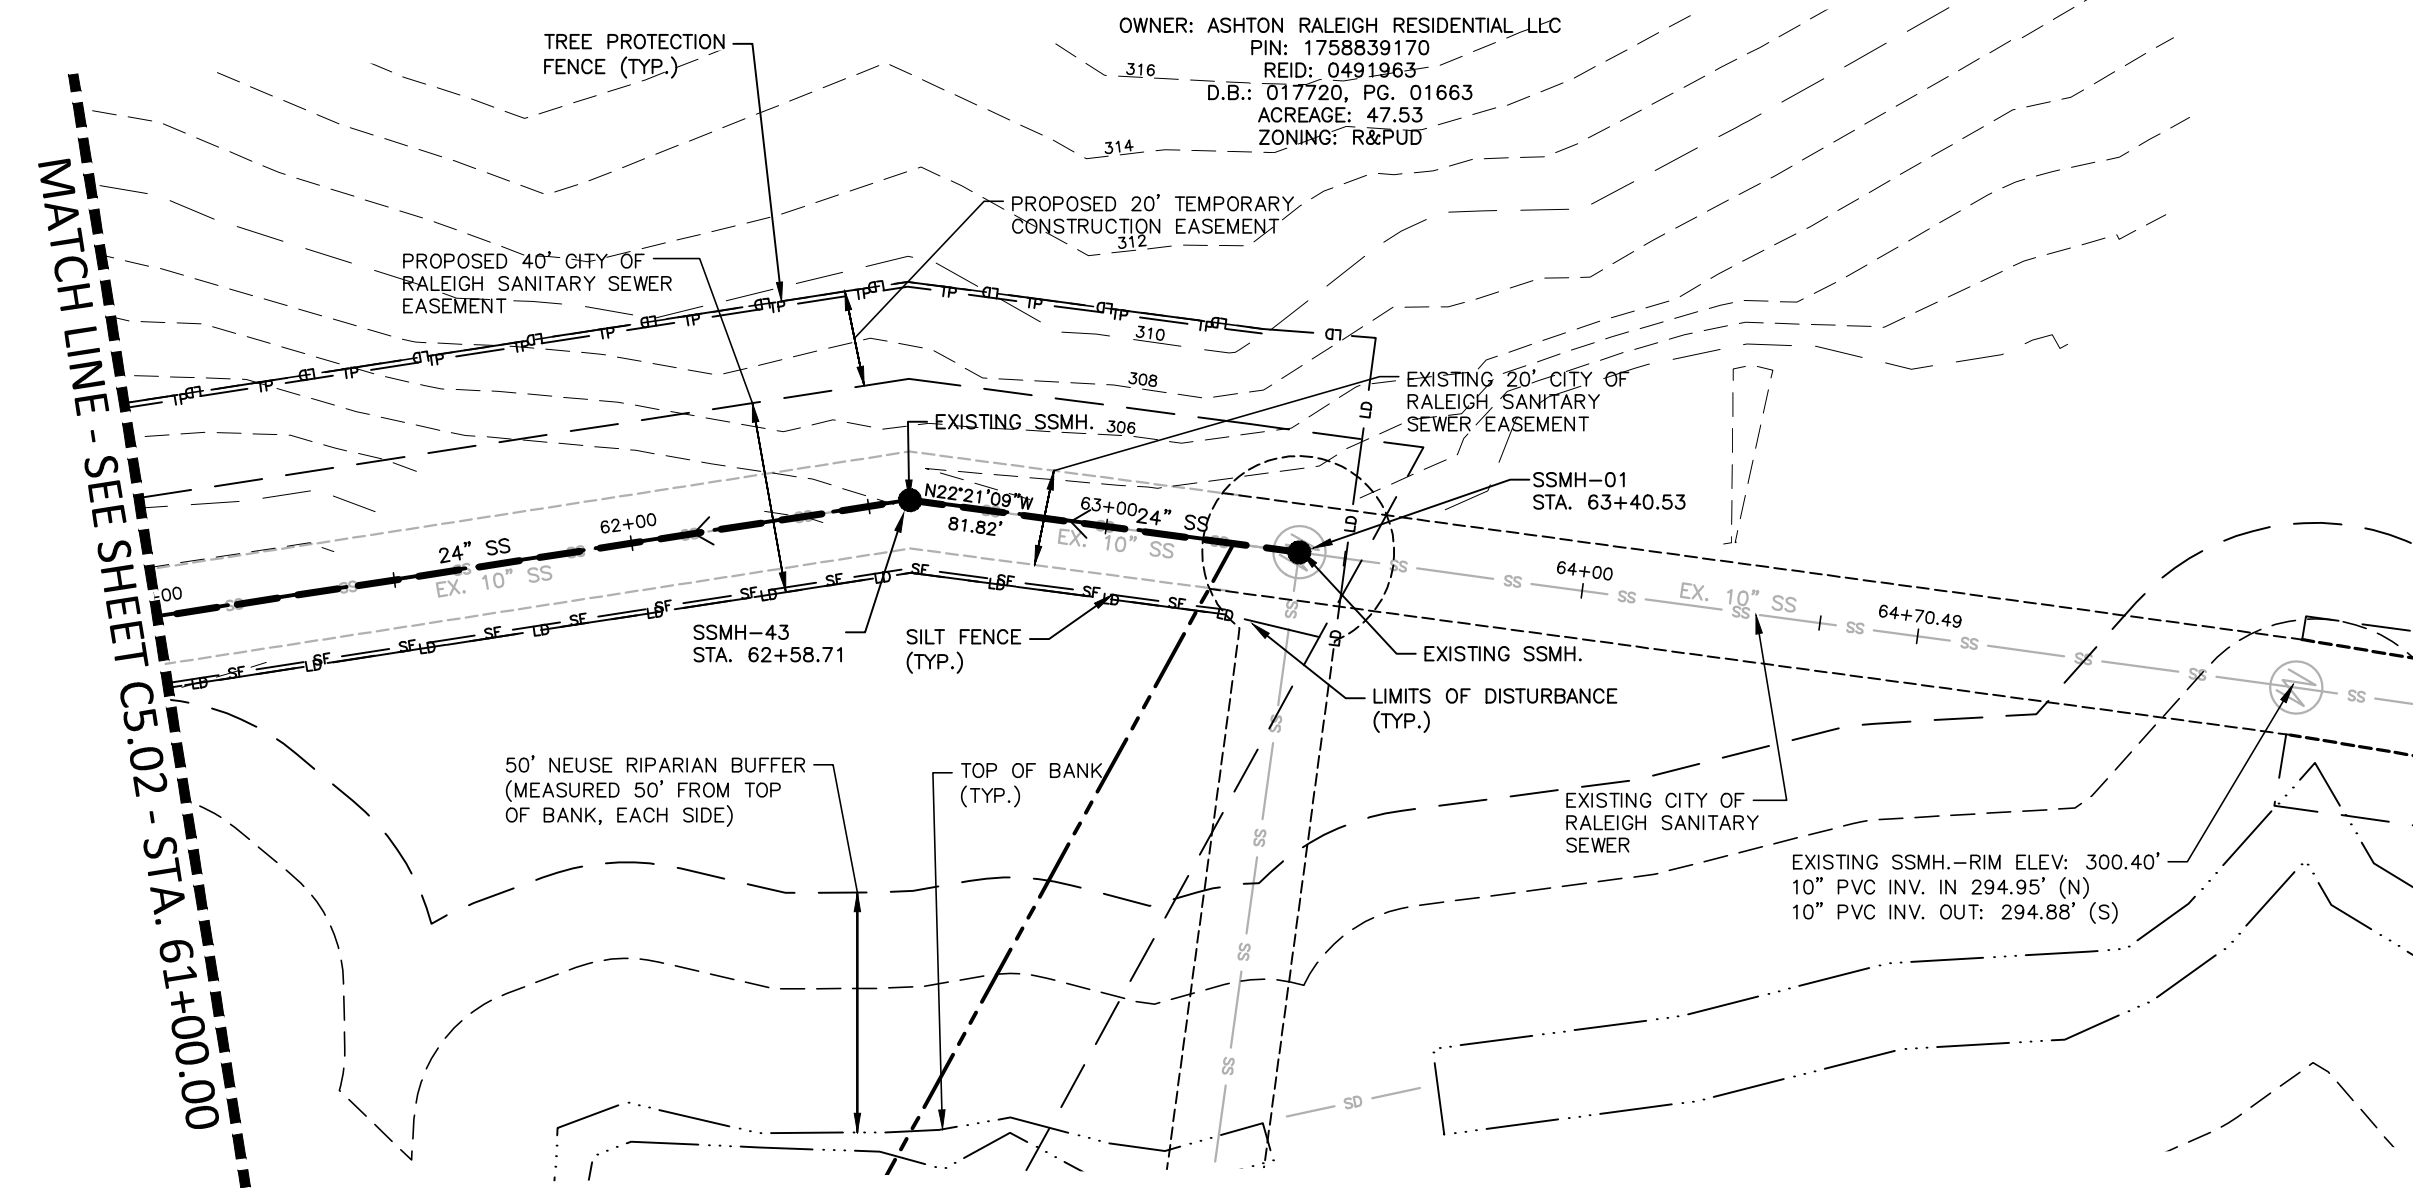 OWNER: ASHTON RALEIGH RESIDENTIAL LLC
PIN: 1758839170
REID: 0491963
D.B.: 017720, PG. 01663
ACREAGE: 47.53
ZONING: R&PUD
TREE PROTECTION
FENCE (TYP.)
316
314
312
310
308
306
PROPOSED 20' TEMPORARY
CONSTRUCTION EASEMENT
PROPOSED 40' CITY OF
RALEIGH SANITARY SEWER
EASEMENT
MATCH LINE - SEE SHEET C5.02 - STA. 61+00.00
EXISTING 20' CITY OF
RALEIGH SANITARY
SEWER EASEMENT
EXISTING SSMH.
N22°21'09"W
81.82'
63+00
24" SS
EX. 10" SS
SSMH-01
STA. 63+40.53
62+00
24" SS
EX. 10" SS
-00
64+00
EX. 10" SS
64+70.49
SSMH-43
STA. 62+58.71
SILT FENCE
(TYP.)
EXISTING SSMH.
LIMITS OF DISTURBANCE
(TYP.)
50' NEUSE RIPARIAN BUFFER
(MEASURED 50' FROM TOP
OF BANK, EACH SIDE)
TOP OF BANK
(TYP.)
EXISTING CITY OF
RALEIGH SANITARY
SEWER
EXISTING SSMH.-RIM ELEV: 300.40'
10" PVC INV. IN 294.95' (N)
10" PVC INV. OUT: 294.88' (S)
TP
LD
SF
SS
SD